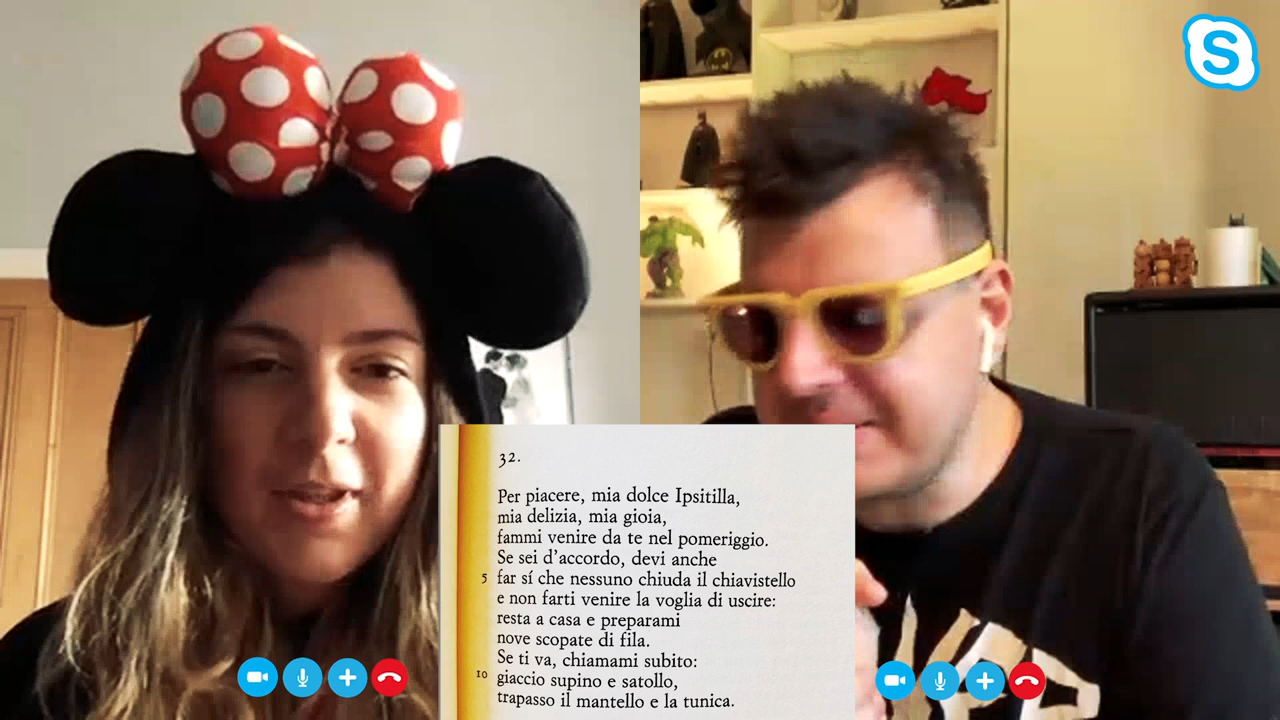 S
32.
Per piacere, mia dolce Ipsitilla,
mia delizia, mia gioia,
fammi venire da te nel pomeriggio.
Se sei d'accordo, devi anche
5 far sí che nessuno chiuda il chiavistello
e non farti venire la voglia di uscire:
resta a casa e preparami
nove scopate di fila.
Se ti va, chiamami subito:
10 giaccio supino e satollo,
trapasso il mantello e la tunica.